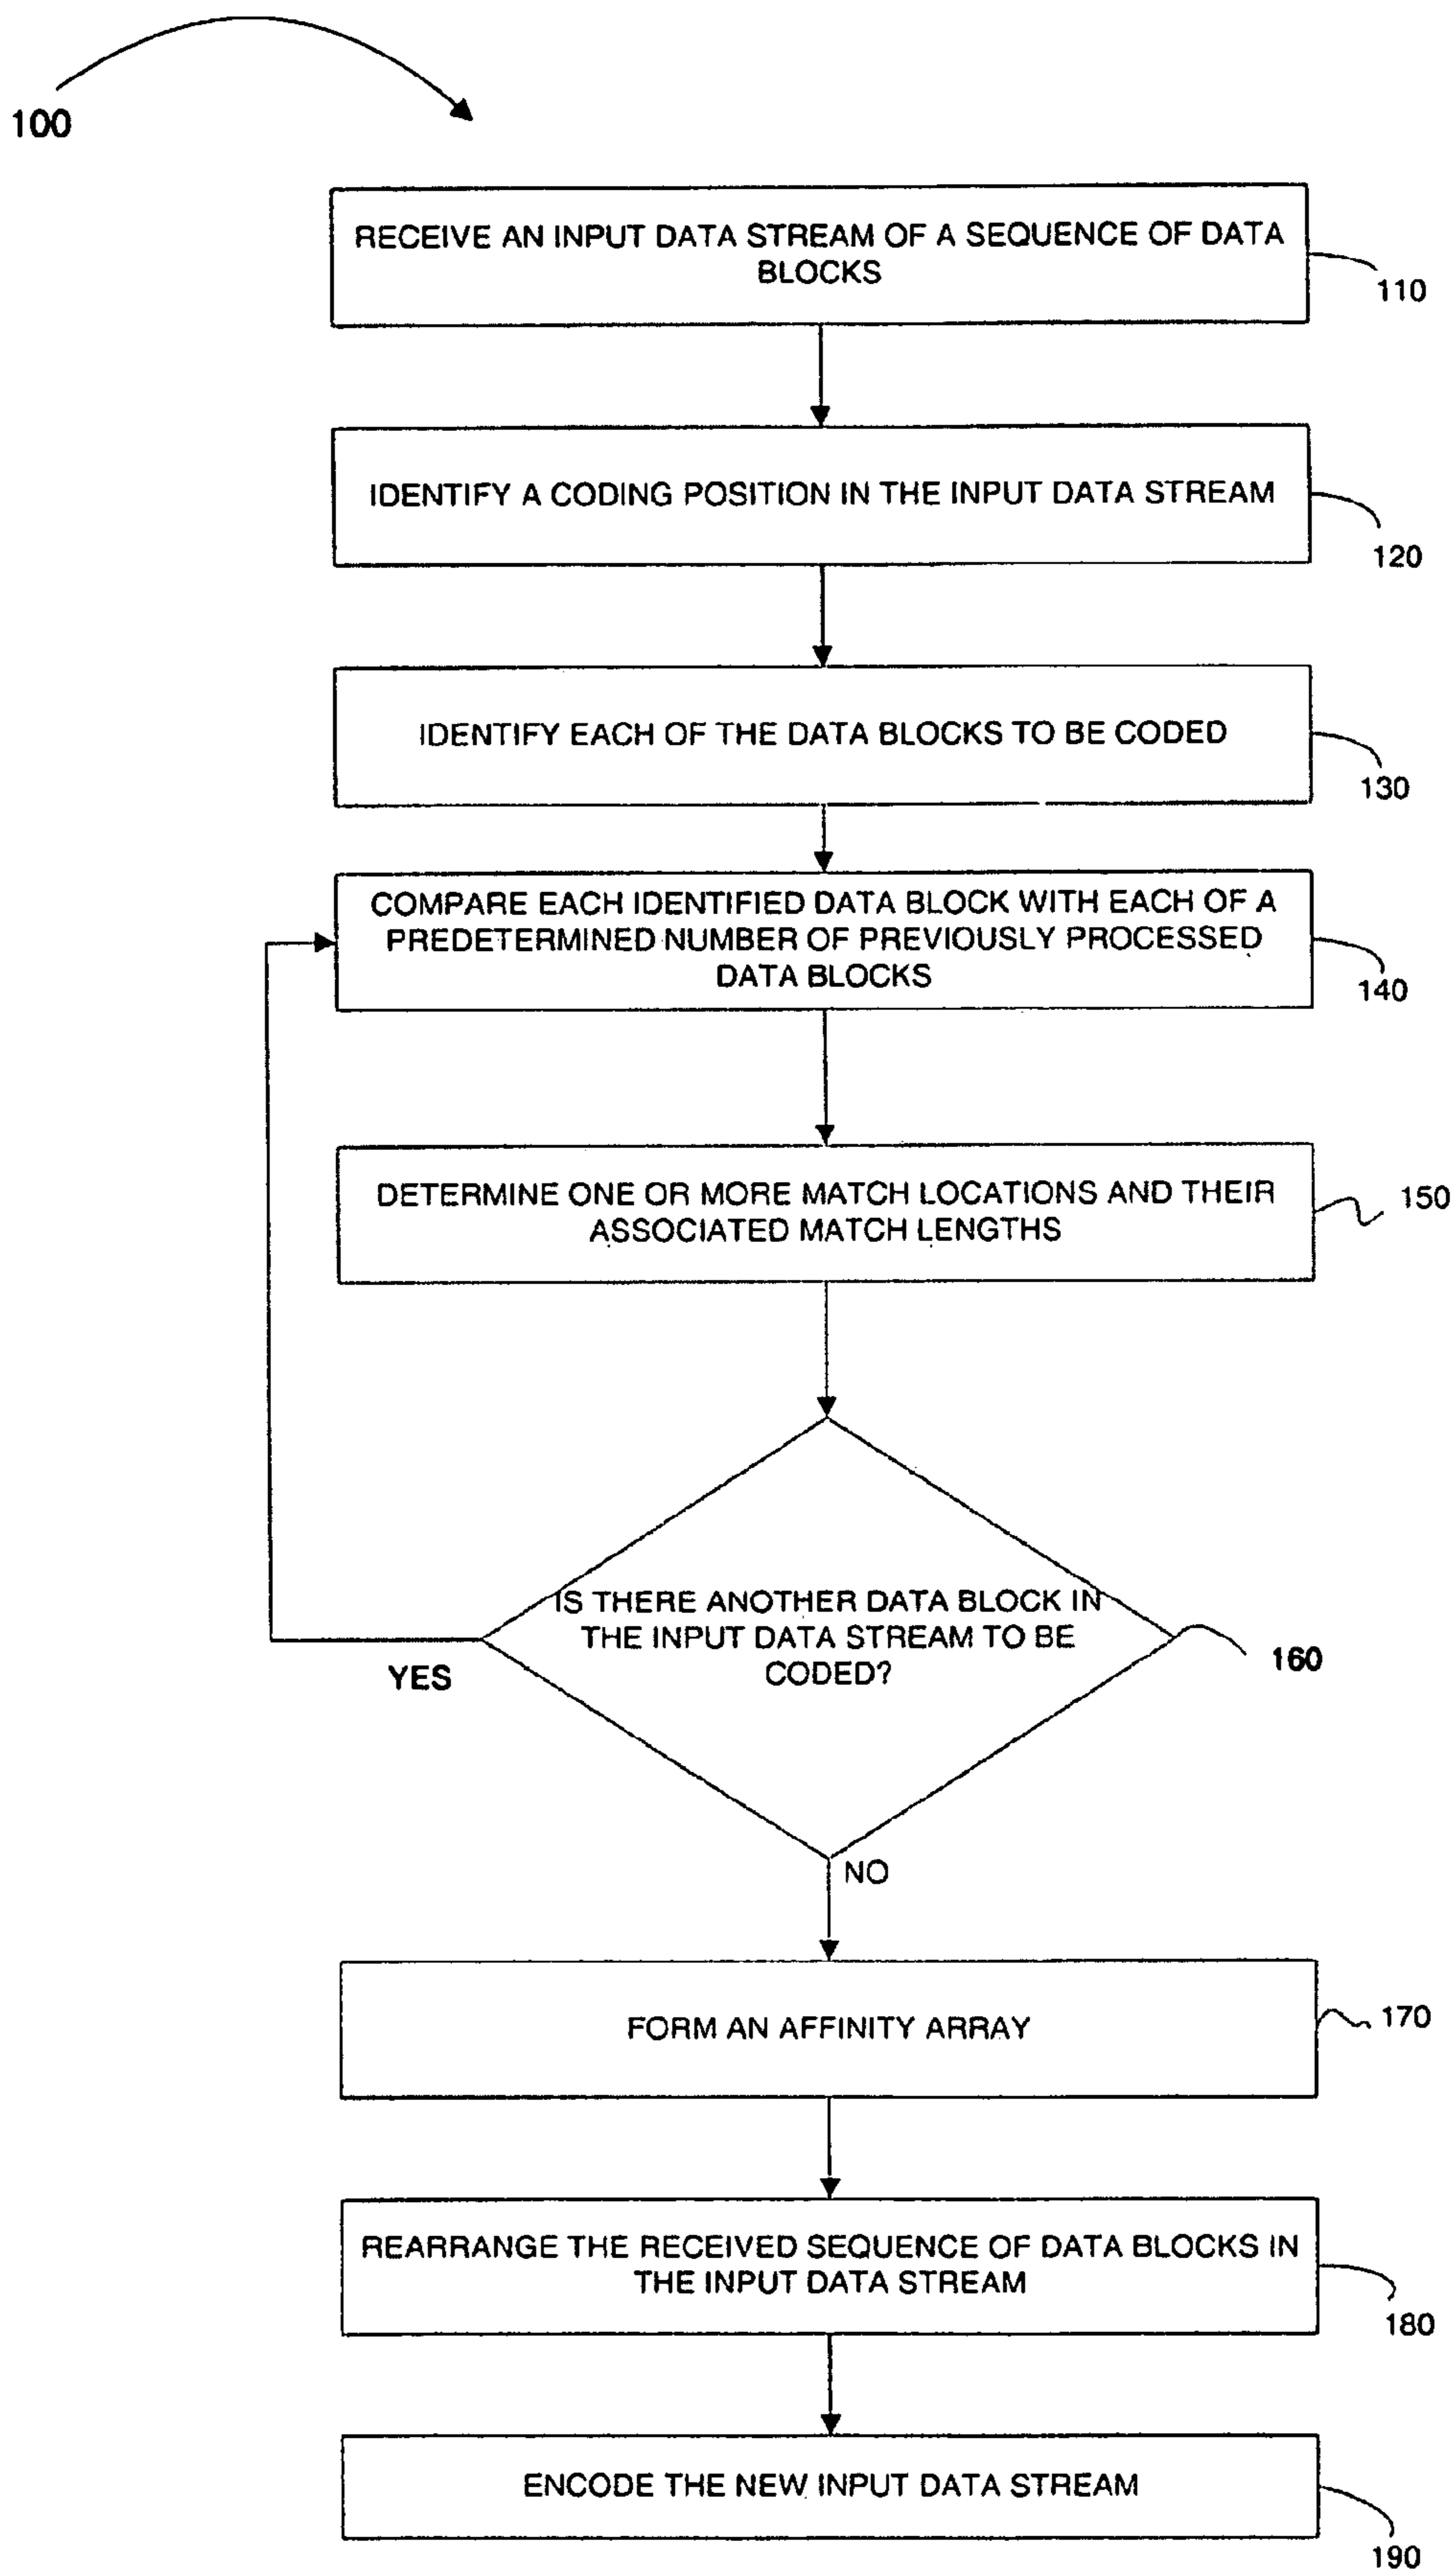 100
RECEIVE AN INPUT DATA STREAM OF A SEQUENCE OF DATA
BLOCKS
110
IDENTIFY A CODING POSITION IN THE INPUT DATA STREAM
120
IDENTIFY EACH OF THE DATA BLOCKS TO BE CODED
130
COMPARE EACH IDENTIFIED DATA BLOCK WITH EACH OF A
PREDETERMINED NUMBER OF PREVIOUSLY PROCESSED
DATA BLOCKS
140
DETERMINE ONE OR MORE MATCH LOCATIONS AND THEIR
ASSOCIATED MATCH LENGTHS
150
IS THERE ANOTHER DATA BLOCK IN
THE INPUT DATA STREAM TO BE
CODED?
160
YES
NO
FORM AN AFFINITY ARRAY
170
REARRANGE THE RECEIVED SEQUENCE OF DATA BLOCKS IN
THE INPUT DATA STREAM
180
ENCODE THE NEW INPUT DATA STREAM
190